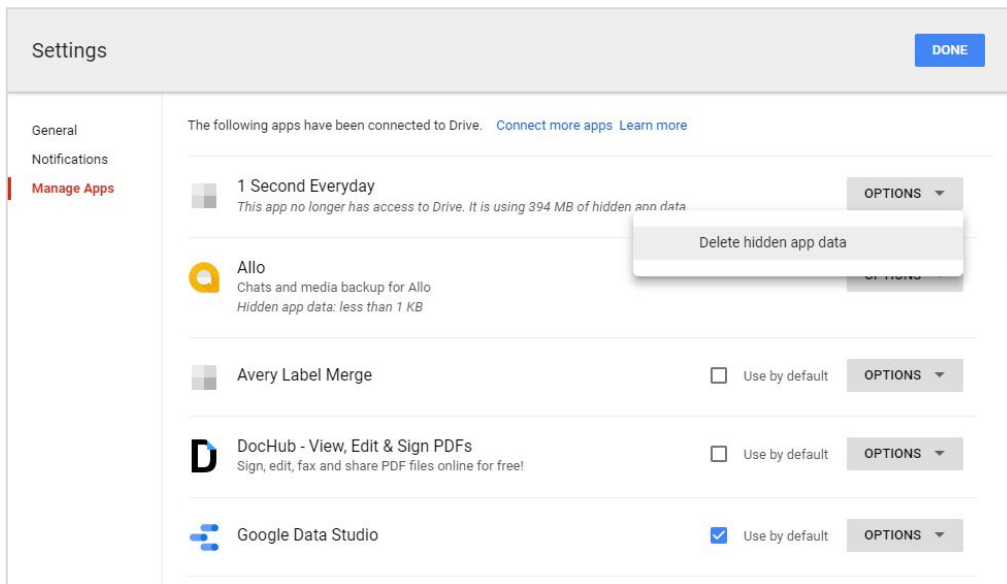 Settings
DONE
General
Notifications
Manage Apps
The following apps have been connected to Drive. Connect more apps Learn more
1 Second Everyday
This app no longer has access to Drive. It is using 394 MB of hidden app data.
OPTIONS
Delete hidden app data
Allo
Chats and media backup for Allo
Hidden app data: less than 1 KB
OPTIONS
Avery Label Merge
Use by default OPTIONS
DocHub - View, Edit & Sign PDFs
Sign, edit, fax and share PDF files online for free!
Use by default OPTIONS
Google Data Studio
Use by default OPTIONS